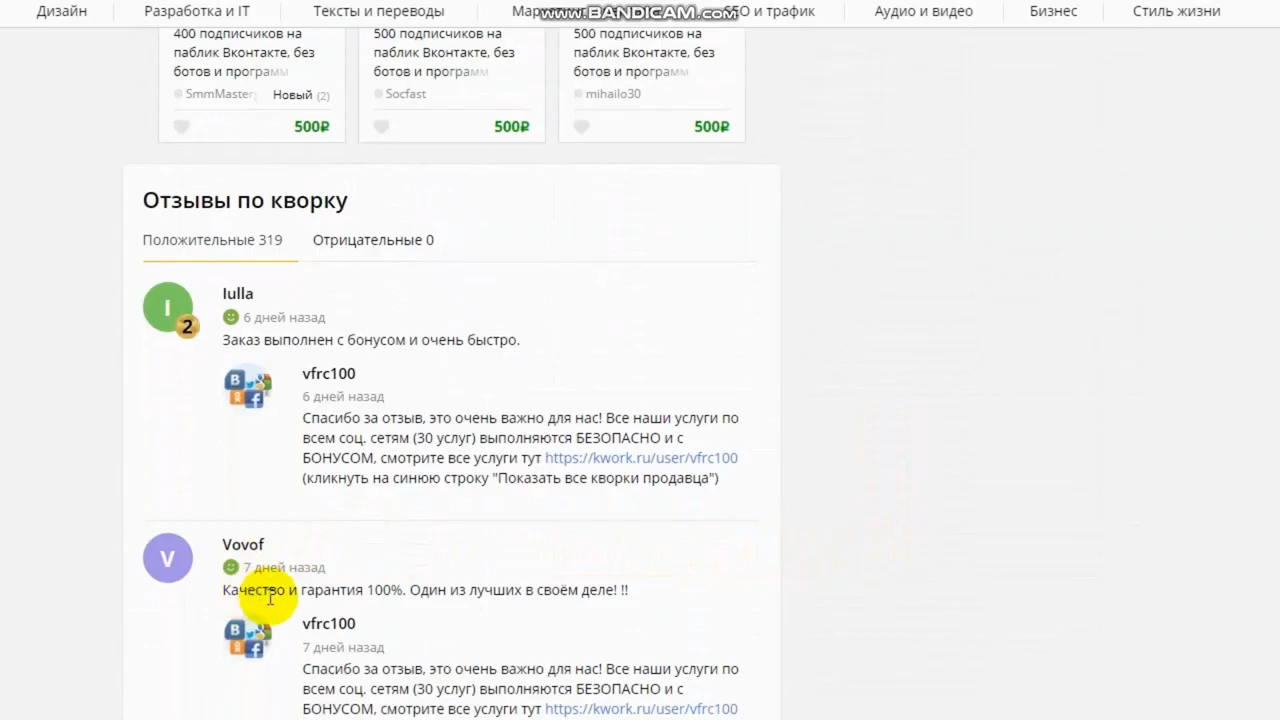 Дизайн Разработка и IT Тексты и переводы SEO и трафик Аудио и видео Бизнес Стиль жизни
www.BANDICAM.com
400 подписчиков на
паблик Вконтакте, без
ботов и программ
SmmMaster Новый (2)
500₽
500 подписчиков на
паблик Вконтакте, без
ботов и программ
Socfast
500₽
500 подписчиков на
паблик Вконтакте, без
ботов и программ
mihailo30
500₽
Отзывы по кворку
Положительные 319 Отрицательные 0
I
2
Iulla
6 дней назад
Заказ выполнен с бонусом и очень быстро.
vfrc100
6 дней назад
Спасибо за отзыв, это очень важно для нас! Все наши услуги по
всем соц. сетям (30 услуг) выполняются БЕЗОПАСНО и с
БОНУСОМ, смотрите все услуги тут https://kwork.ru/user/vfrc100
(кликнуть на синюю строку "Показать все кворки продавца")
V
Vovof
7 дней назад
Качество и гарантия 100%. Один из лучших в своём деле! !!
vfrc100
7 дней назад
Спасибо за отзыв, это очень важно для нас! Все наши услуги по
всем соц. сетям (30 услуг) выполняются БЕЗОПАСНО и с
БОНУСОМ, смотрите все услуги тут https://kwork.ru/user/vfrc100